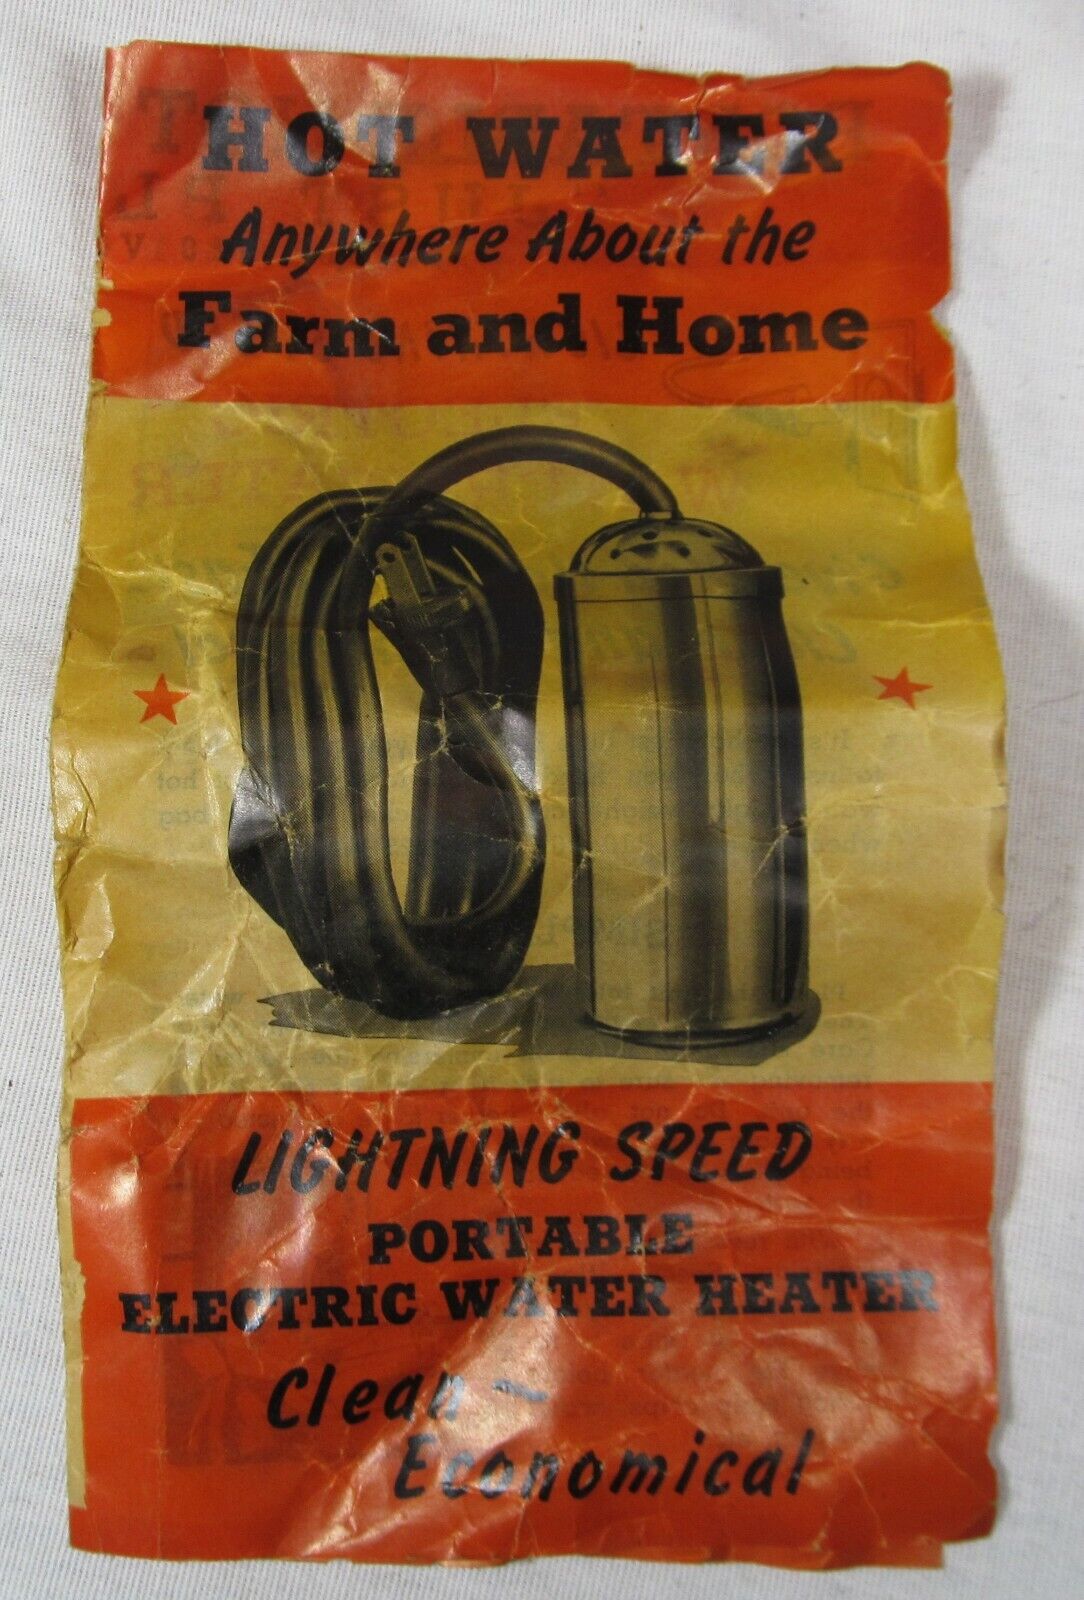 HOT WATER
Anywhere About the
Farm and Home
LIGHTNING SPEED
PORTABLE
ELECTRIC WATER HEATER
Clean ~
Economical